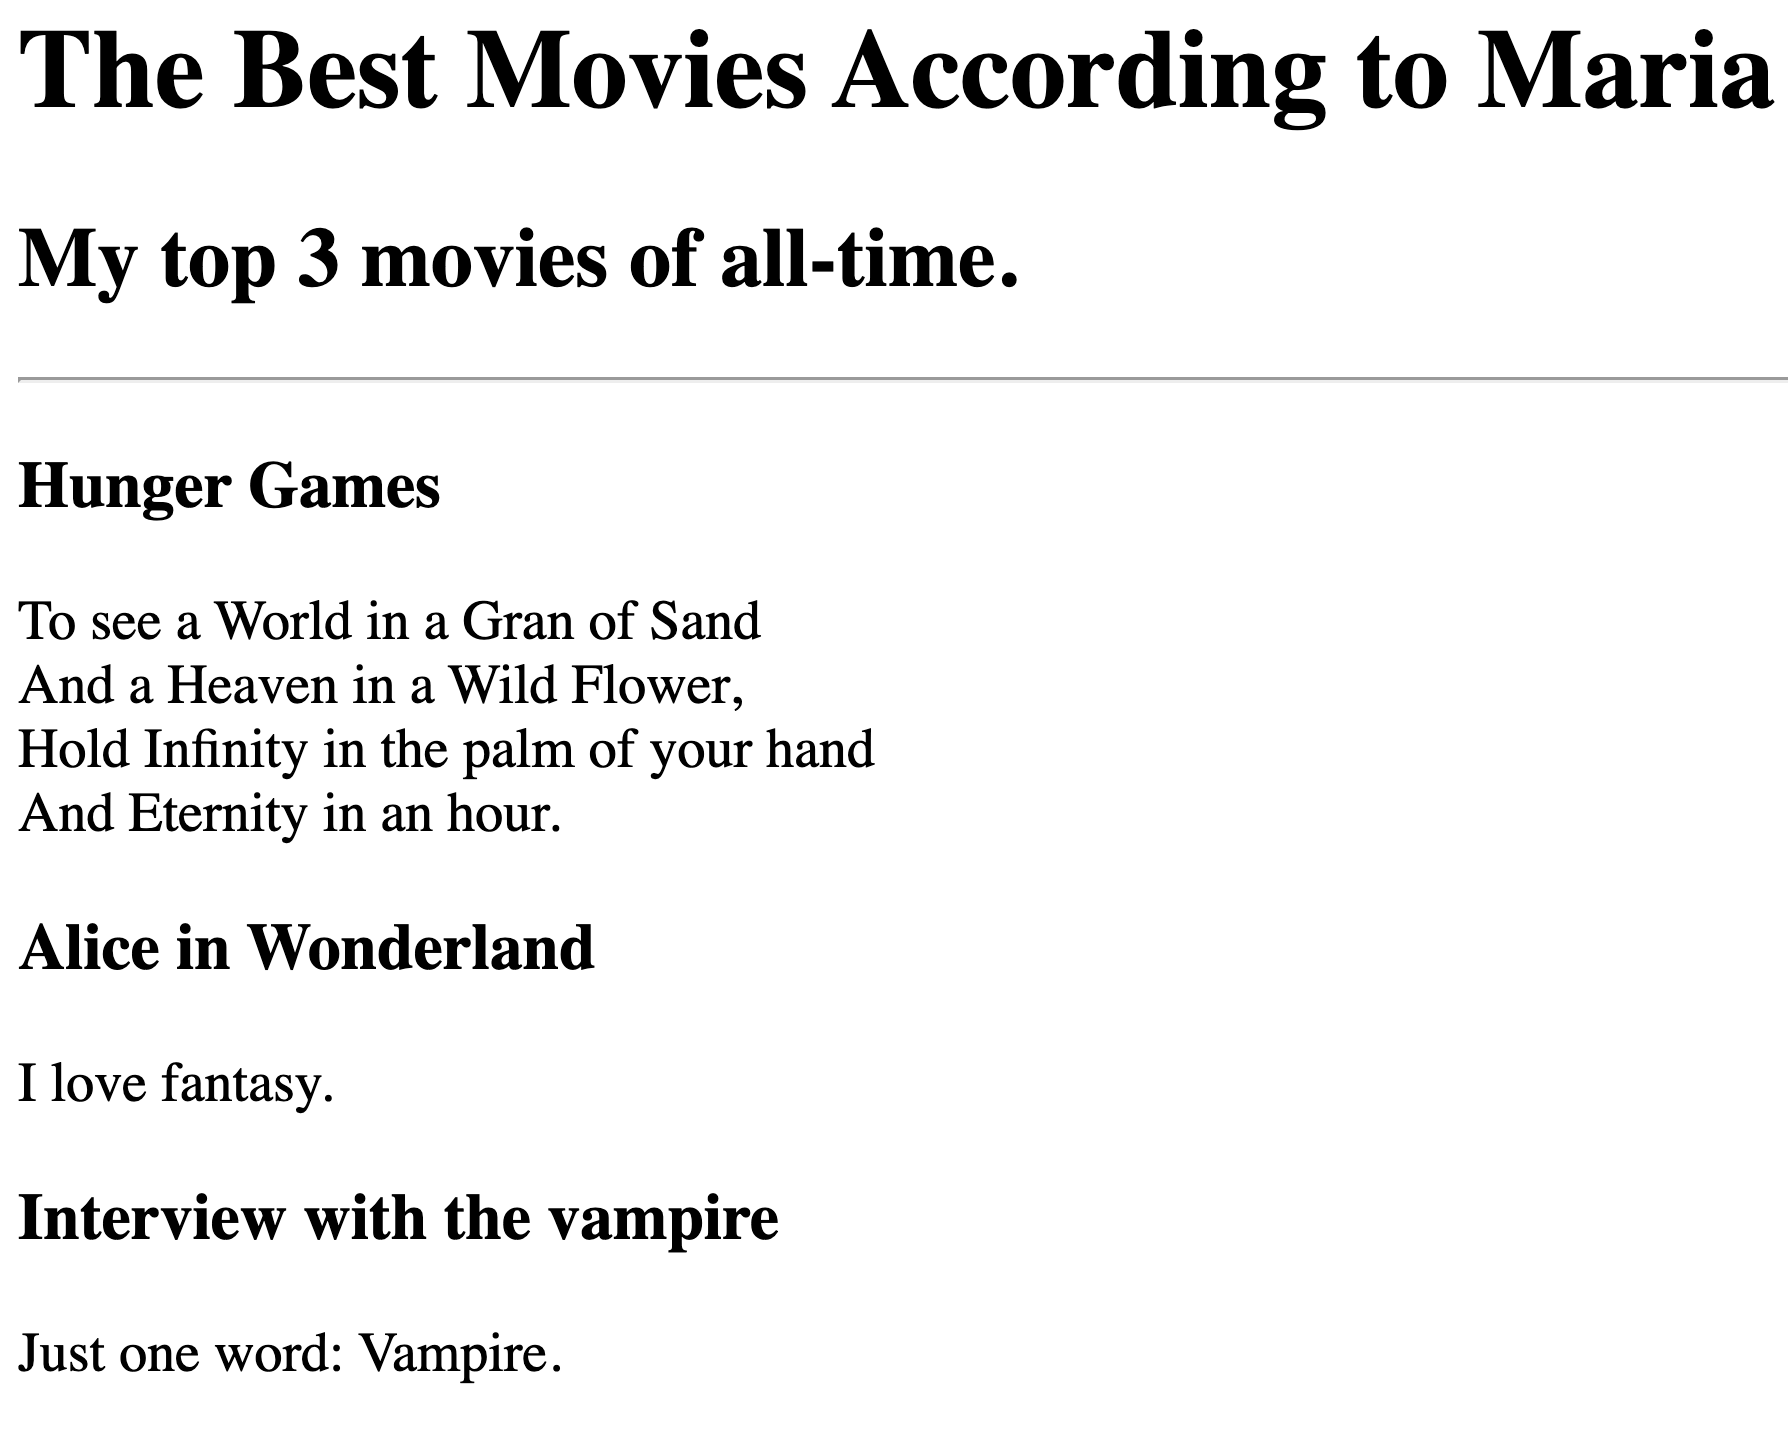 The Best Movies According to Maria
My top 3 movies of all-time.
Hunger Games
To see a World in a Gran of Sand
And a Heaven in a Wild Flower,
Hold Infinity in the palm of your hand
And Eternity in an hour.
Alice in Wonderland
I love fantasy.
Interview with the vampire
Just one word: Vampire.